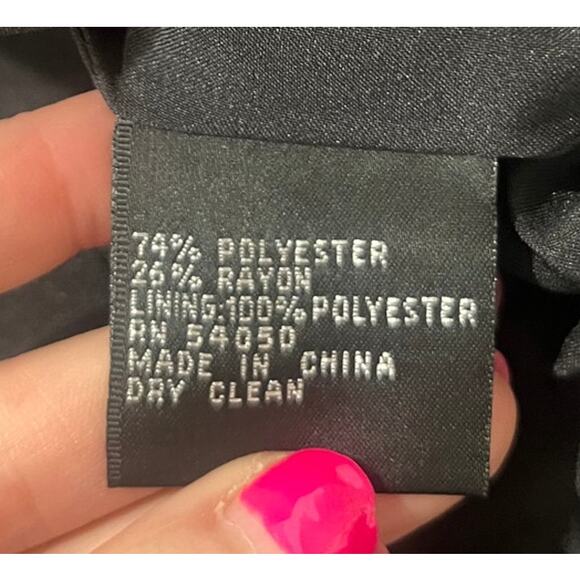 74% POLYESTER
26% RAYON
LINING:100% POLYESTER
RN 54050
MADE IN CHINA
DRY CLEAN